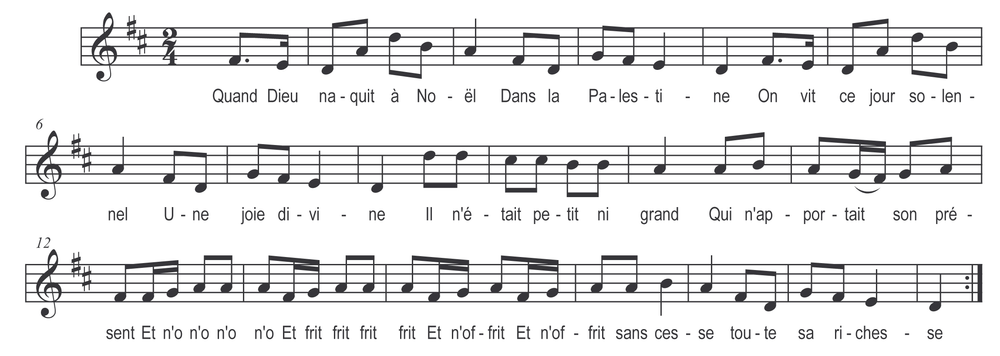 2 4
Quand Dieu na - quit à No - ël Dans la Pa - les - ti - ne On vit ce jour so - len -
6
nel U - ne joie di - vi - ne Il n'é - tait pe - tit ni grand Qui n'ap - por - tait son pré -
12
sent Et n'o n'o n'o n'o Et frit frit frit frit Et n'of - frit Et n'of - frit sans ces - se tou - te sa ri - ches - se